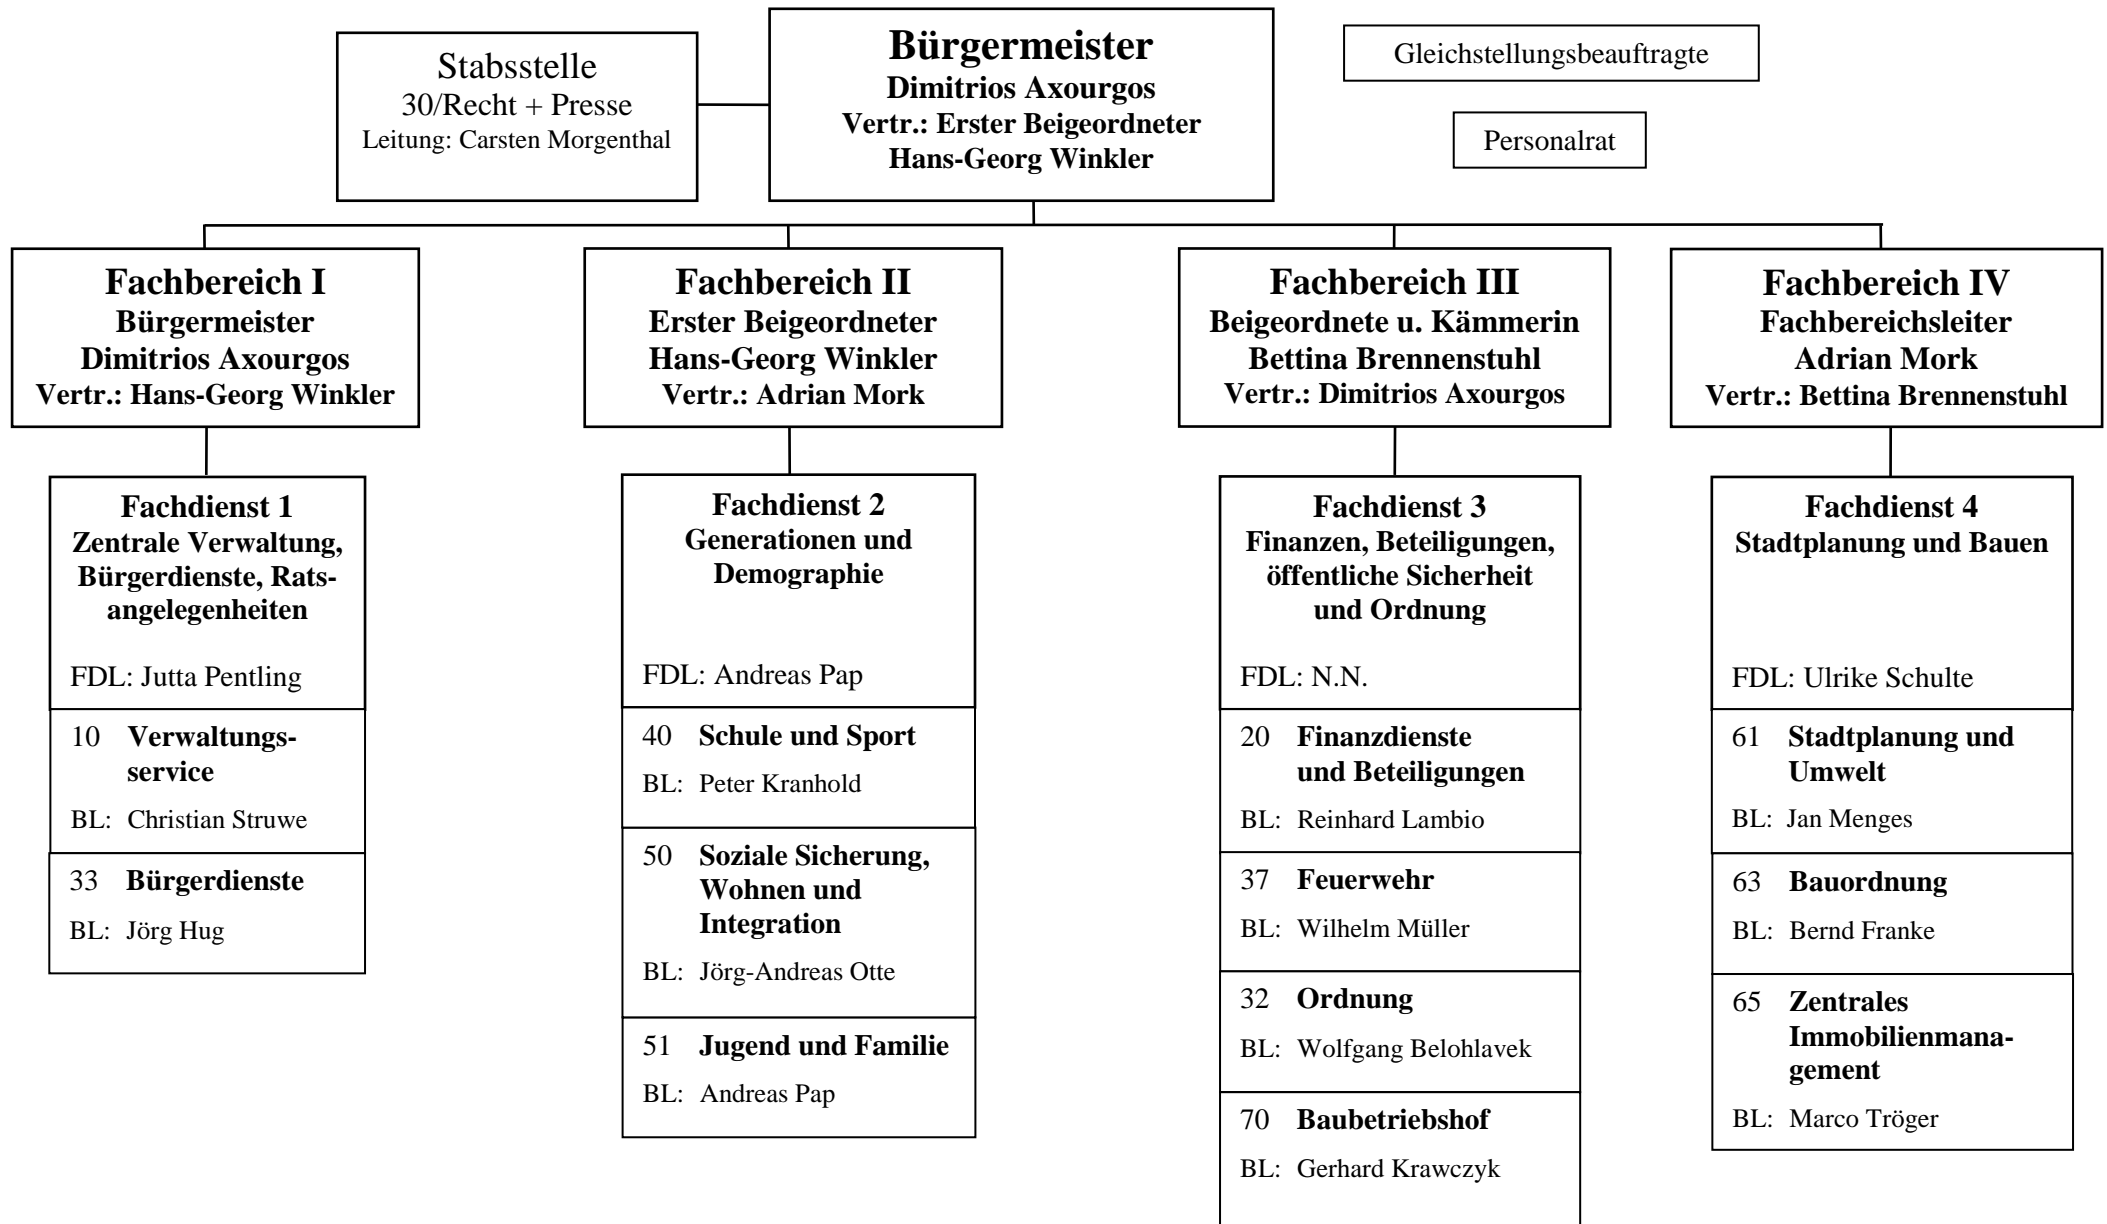 Stabsstelle
30/Recht + Presse
Leitung: Carsten Morgenthal
Bürgermeister
Dimitrios Axourgos
Vertr.: Erster Beigeordneter
Hans-Georg Winkler
Gleichstellungsbeauftragte
Personalrat
Fachbereich I
Bürgermeister
Dimitrios Axourgos
Vertr.: Hans-Georg Winkler
Fachdienst 1
Zentrale Verwaltung,
Bürgerdienste, Rats-
angelegenheiten
FDL: Jutta Pentling
10 Verwaltungs-
service
BL: Christian Struwe
33 Bürgerdienste
BL: Jörg Hug
Fachbereich II
Erster Beigeordneter
Hans-Georg Winkler
Vertr.: Adrian Mork
Fachdienst 2
Generationen und
Demographie
FDL: Andreas Pap
40 Schule und Sport
BL: Peter Kranhold
50 Soziale Sicherung,
Wohnen und
Integration
BL: Jörg-Andreas Otte
51 Jugend und Familie
BL: Andreas Pap
Fachbereich III
Beigeordnete u. Kämmerin
Bettina Brennenstuhl
Vertr.: Dimitrios Axourgos
Fachdienst 3
Finanzen, Beteiligungen,
öffentliche Sicherheit
und Ordnung
FDL: N.N.
20 Finanzdienste
und Beteiligungen
BL: Reinhard Lambio
37 Feuerwehr
BL: Wilhelm Müller
32 Ordnung
BL: Wolfgang Belohlavek
70 Baubetriebshof
BL: Gerhard Krawczyk
Fachbereich IV
Fachbereichsleiter
Adrian Mork
Vertr.: Bettina Brennenstuhl
Fachdienst 4
Stadtplanung und Bauen
FDL: Ulrike Schulte
61 Stadtplanung und
Umwelt
BL: Jan Menges
63 Bauordnung
BL: Bernd Franke
65 Zentrales
Immobilienmana-
gement
BL: Marco Tröger